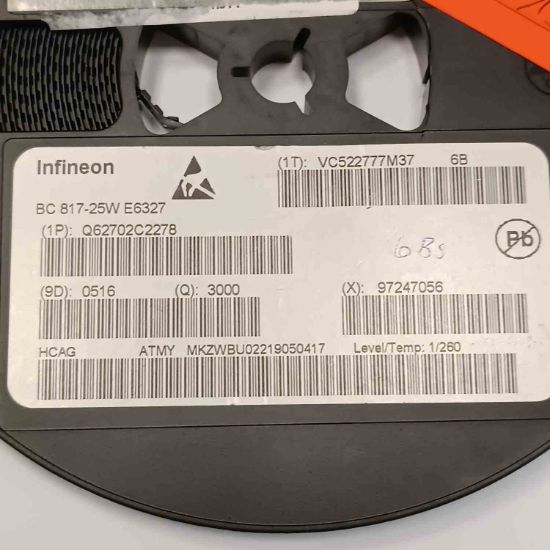 Infineon
(1T): VC522777M37 6B
BC 817-25W E6327
(1P): Q62702C2278
6Bs
Pb
(9D): 0516 (Q): 3000 (X): 97247056
HCAG ATMY MKZWBU02219050417 Level/Temp: 1/260